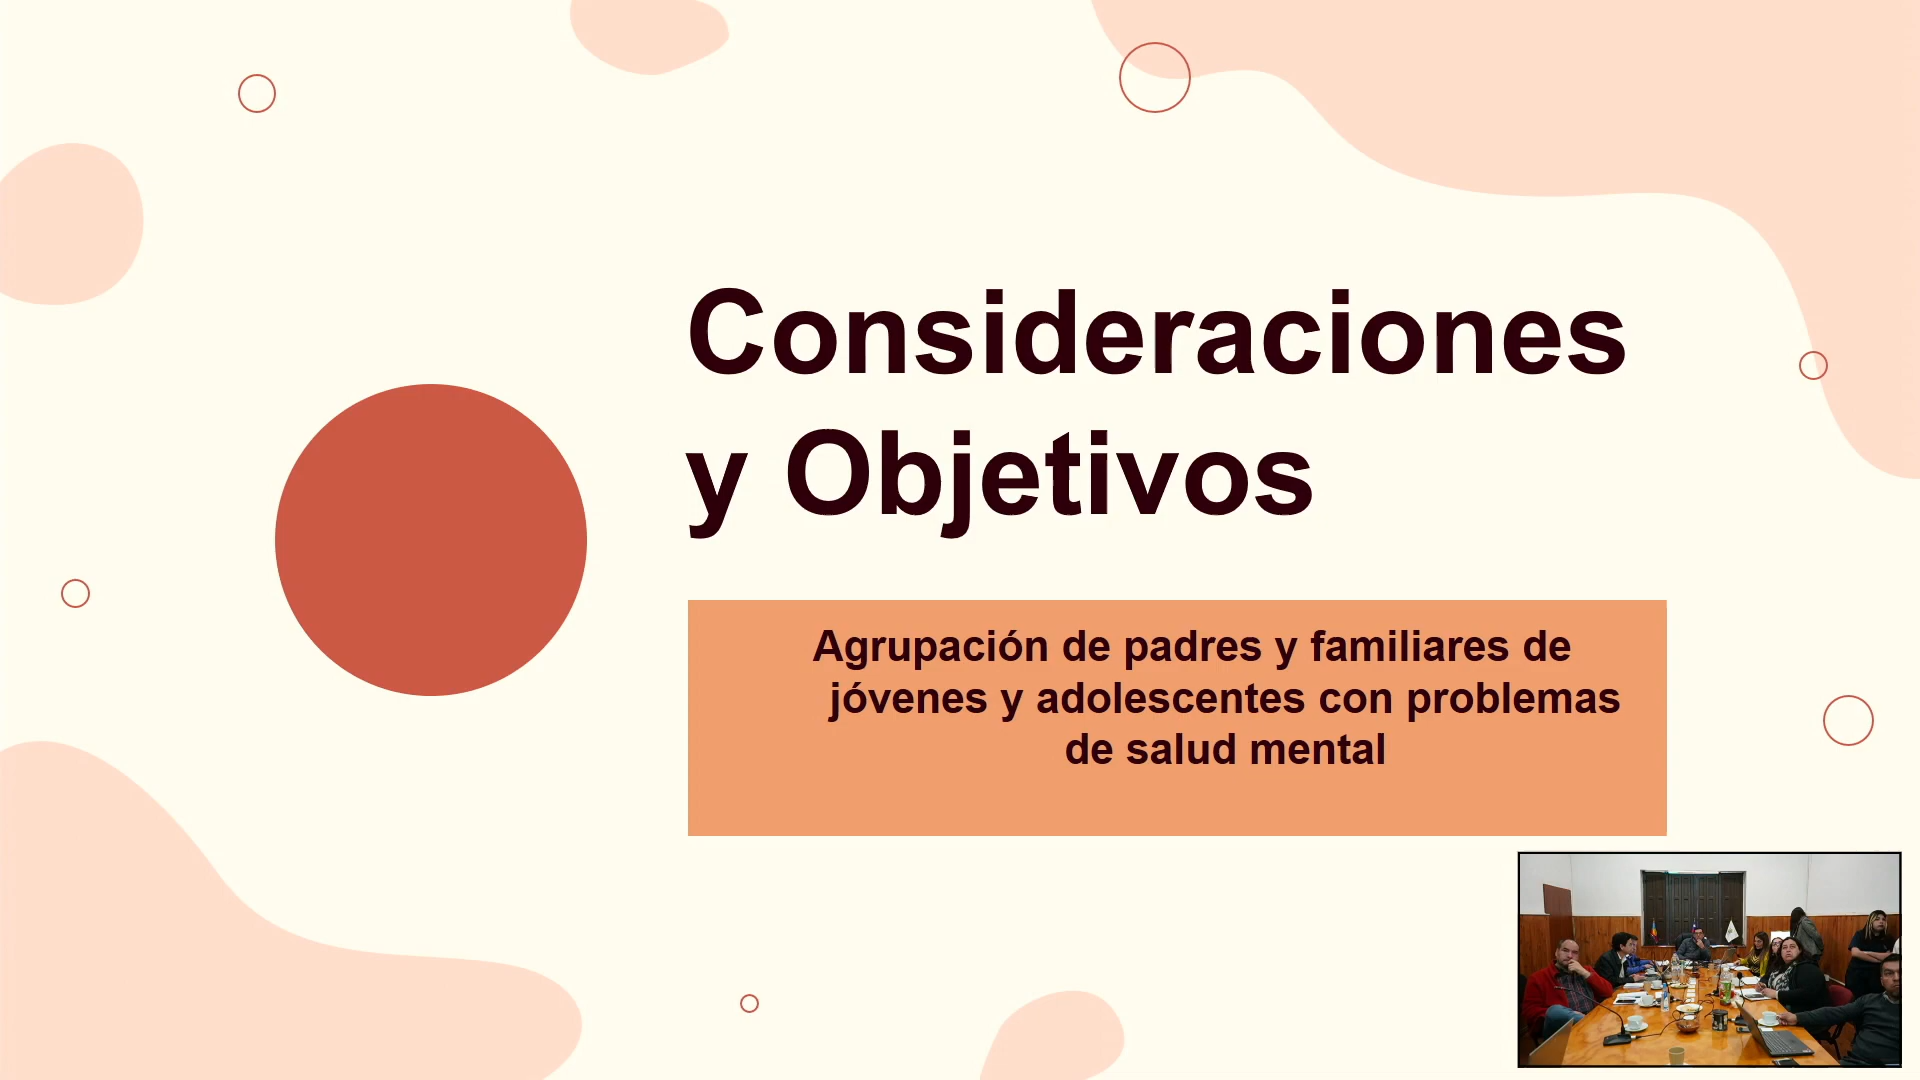 Consideraciones
y Objetivos
Agrupación de padres y familiares de
jóvenes y adolescentes con problemas
de salud mental